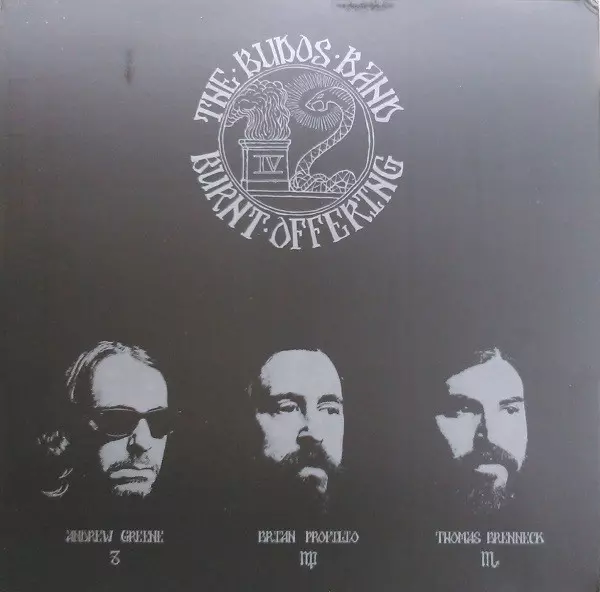 THE·BUDOS·BAND
IV
BURNT·OFFERING
ANDREW GREENE
BRIAN PROFILIO
THOMAS BRENNECK
♑ ♍ ♏